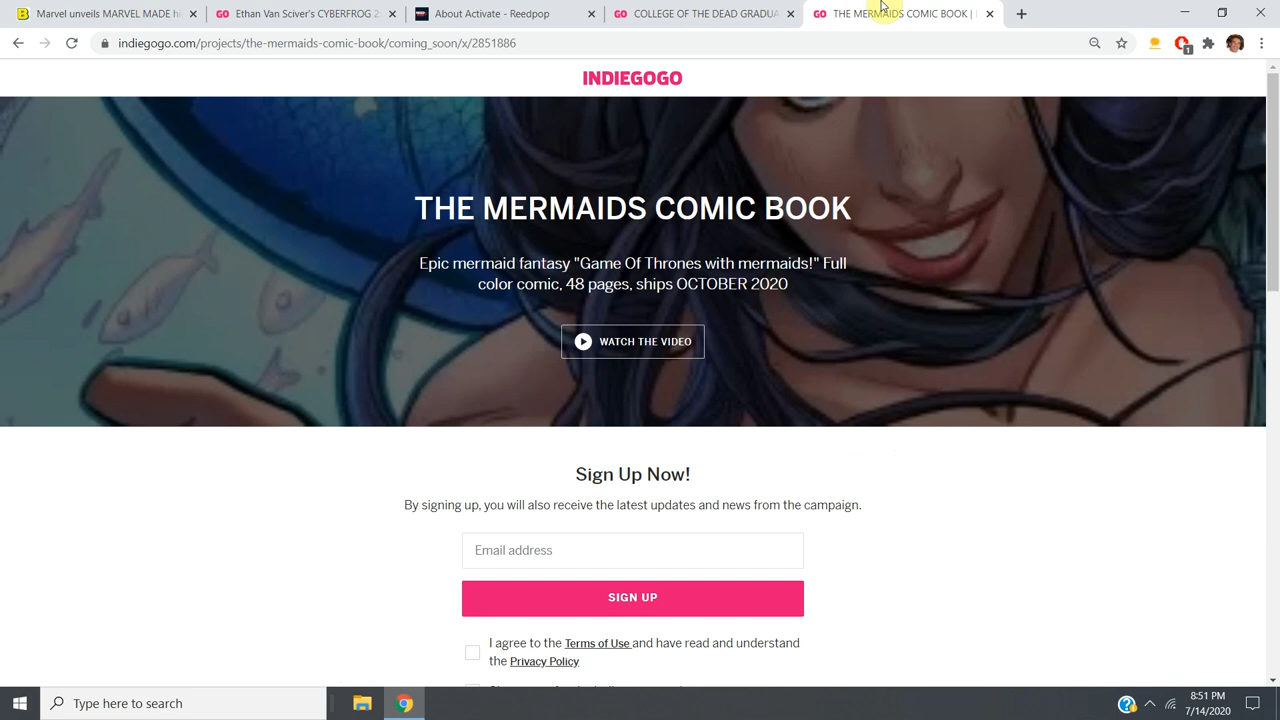 Marvel unveils MARVEL MADE hi
Ethan Van Sciver's CYBERFROG 2
About Activate - Reedpop
GO COLLEGE OF THE DEAD GRADUA
GO THE MERMAIDS COMIC BOOK |
indiegogo.com/projects/the-mermaids-comic-book/coming_soon/x/2851886
1
INDIEGOGO
THE MERMAIDS COMIC BOOK
Epic mermaid fantasy "Game Of Thrones with mermaids!" Full
color comic, 48 pages, ships OCTOBER 2020
WATCH THE VIDEO
Sign Up Now!
By signing up, you will also receive the latest updates and news from the campaign.
Email address
SIGN UP
I agree to the Terms of Use and have read and understand
the Privacy Policy
Type here to search
8:51 PM
7/14/2020